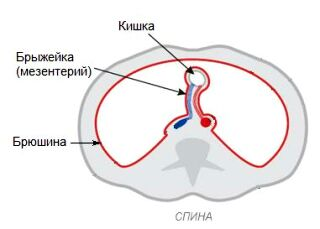 Кишка
Брыжейка
(мезентерий)
Брюшина
СПИНА